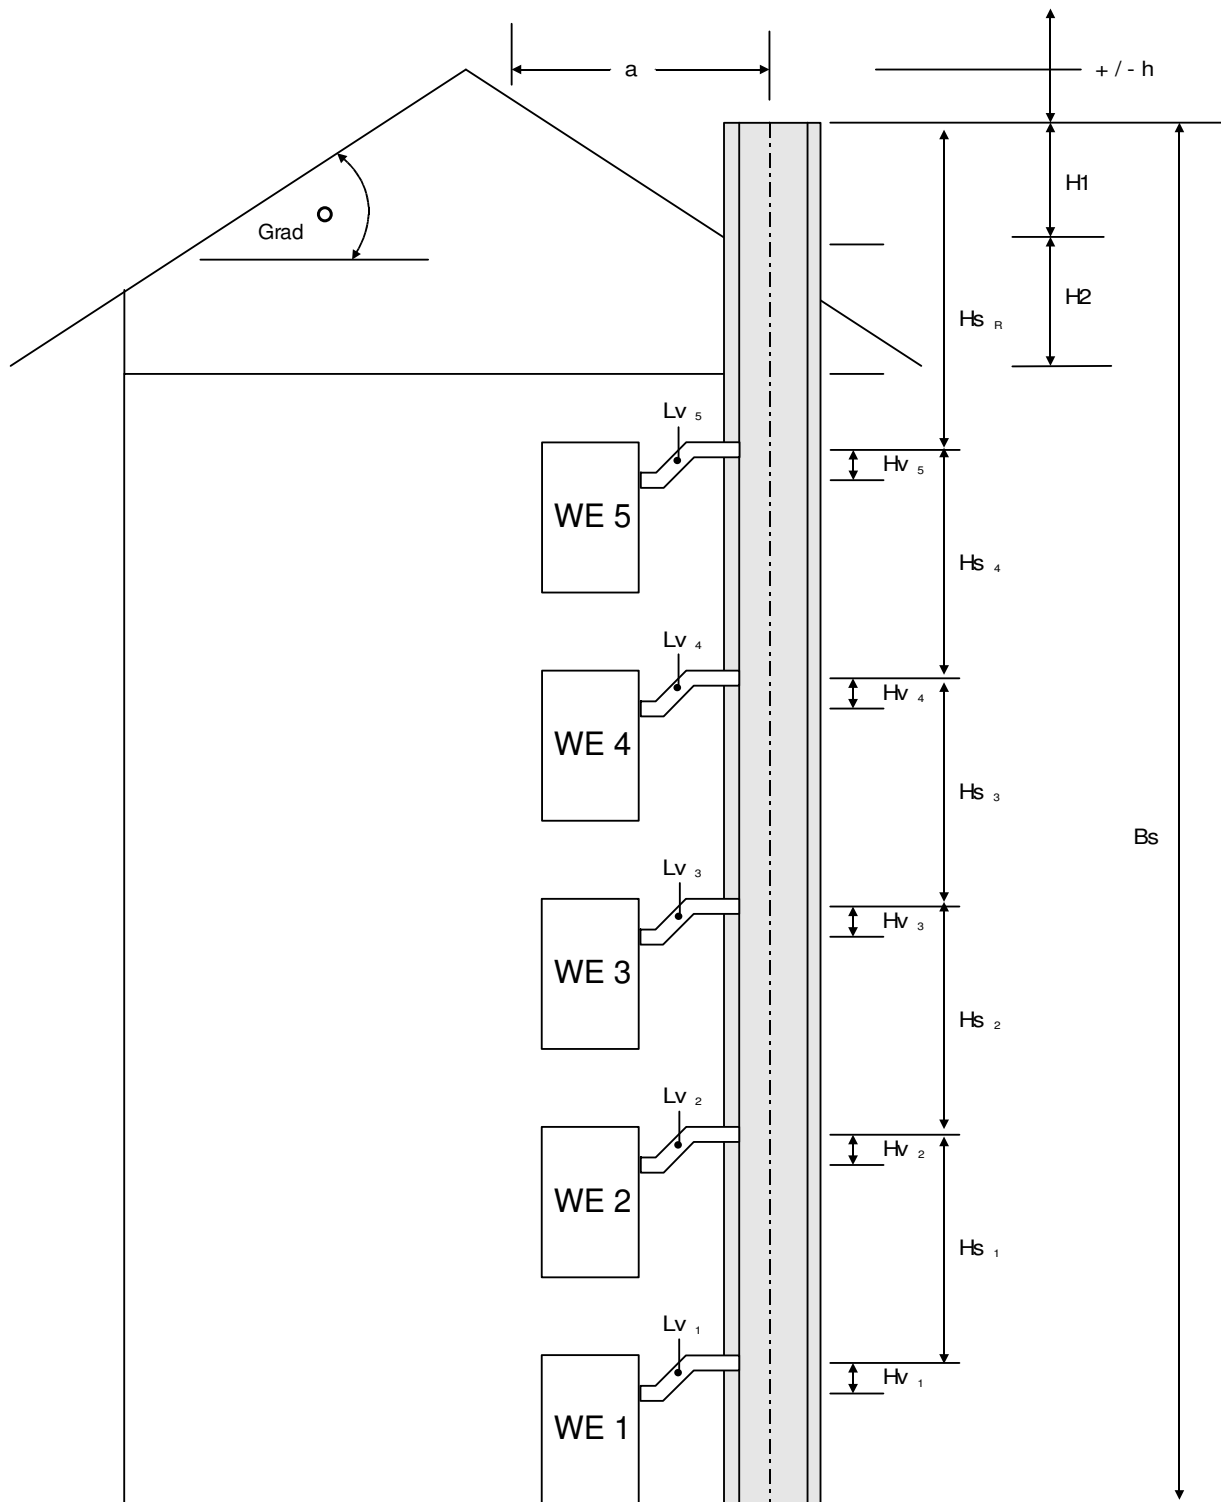 a
+ / - h
H1
Grad
H2
Hs R
Lv 5
Hv 5
WE 5
Hs 4
Lv 4
Hv 4
WE 4
Hs 3
Bs
Lv 3
Hv 3
WE 3
Hs 2
Lv 2
Hv 2
WE 2
Hs 1
Lv 1
Hv 1
WE 1